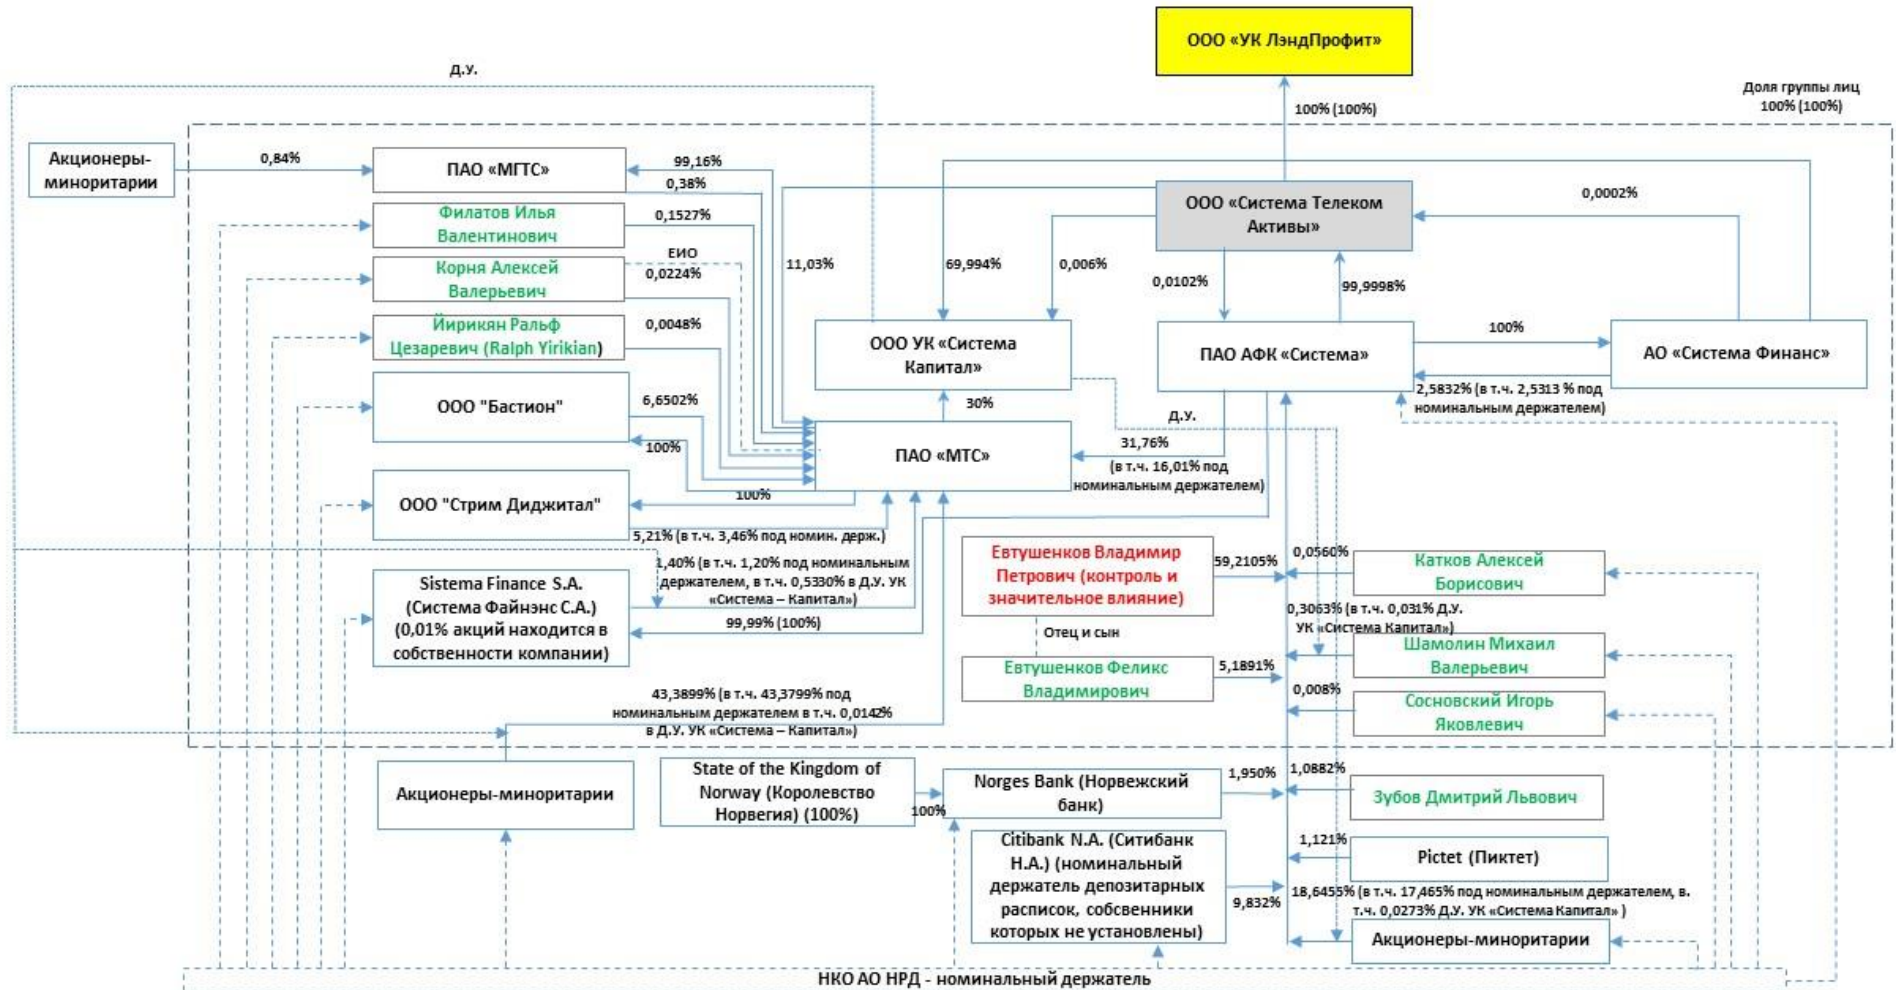 ООО «УК ЛэндПрофит»
Д.У.
Доля группы лиц
100% (100%)
100% (100%)
Акционеры-
миноритарии
0,84%
ПАО «МГТС»
99,16%
0,38%
Филатов Илья
Валентинович
0,1527%
ЕИО
Корня Алексей
Валерьевич
0,0224%
Йирикян Ральф
Цезаревич (Ralph Yirikian)
0,0048%
ООО "Бастион"
6,6502%
100%
ООО "Стрим Диджитал"
100%
5,21% (в т.ч. 3,46% под номин. держ.)
11,03%
69,994%
0,006%
ООО «Система Телеком
Активы»
0,0002%
0,0102%
99,9998%
ООО УК «Система
Капитал»
ПАО АФК «Система»
100%
АО «Система Финанс»
2,5832% (в т.ч. 2,5313 % под
номинальным держателем)
30%
Д.У.
ПАО «МТС»
31,76%
(в т.ч. 16,01% под
номинальным держателем)
1,40% (в т.ч. 1,20% под номинальным
держателем, в т.ч. 0,5330% в Д.У. УК
«Система – Капитал»)
Sistema Finance S.A.
(Система Файнэнс С.А.)
(0,01% акций находится в
собственности компании)
99,99% (100%)
Евтушенков Владимир
Петрович (контроль и
значительное влияние)
59,2105%
0,0560%
Катков Алексей
Борисович
Отец и сын
0,3063% (в т.ч. 0,031% Д.У.
УК «Система Капитал»)
Евтушенков Феликс
Владимирович
5,1891%
Шамолин Михаил
Валерьевич
0,008%
Сосновский Игорь
Яковлевич
43,3899% (в т.ч. 43,3799% под
номинальным держателем в т.ч. 0,0142%
в Д.У. УК «Система – Капитал»)
Акционеры-миноритарии
State of the Kingdom of
Norway (Королевство
Норвегия) (100%)
100%
Norges Bank (Норвежский
банк)
1,950%
1,0882%
Зубов Дмитрий Львович
Citibank N.A. (Ситибанк
Н.А.) (номинальный
держатель депозитарных
расписок, собсвенники
которых не установлены)
9,832%
1,121%
Pictet (Пиктет)
18,6455% (в т.ч. 17,465% под номинальным держателем, в.
т.ч. 0,0273% Д.У. УК «Система Капитал» )
Акционеры-миноритарии
НКО АО НРД - номинальный держатель